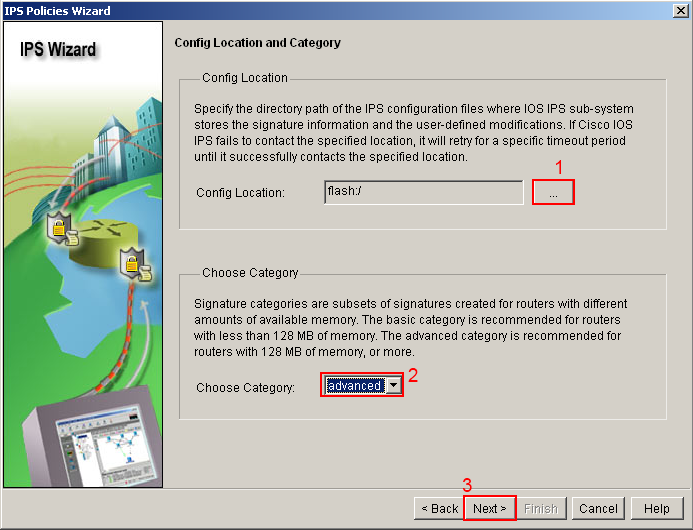 IPS Policies Wizard
IPS Wizard
Config Location and Category
Config Location
Specify the directory path of the IPS configuration files where IOS IPS sub-system
stores the signature information and the user-defined modifications. If Cisco IOS
IPS fails to contact the specified location, it will retry for a specific timeout period
until it successfully contacts the specified location.
1
Config Location:
flash:/
...
Choose Category
Signature categories are subsets of signatures created for routers with different
amounts of available memory. The basic category is recommended for routers
with less than 128 MB of memory. The advanced category is recommended for
routers with 128 MB of memory, or more.
Choose Category:
advanced
2
3
< Back
Next >
Finish
Cancel
Help